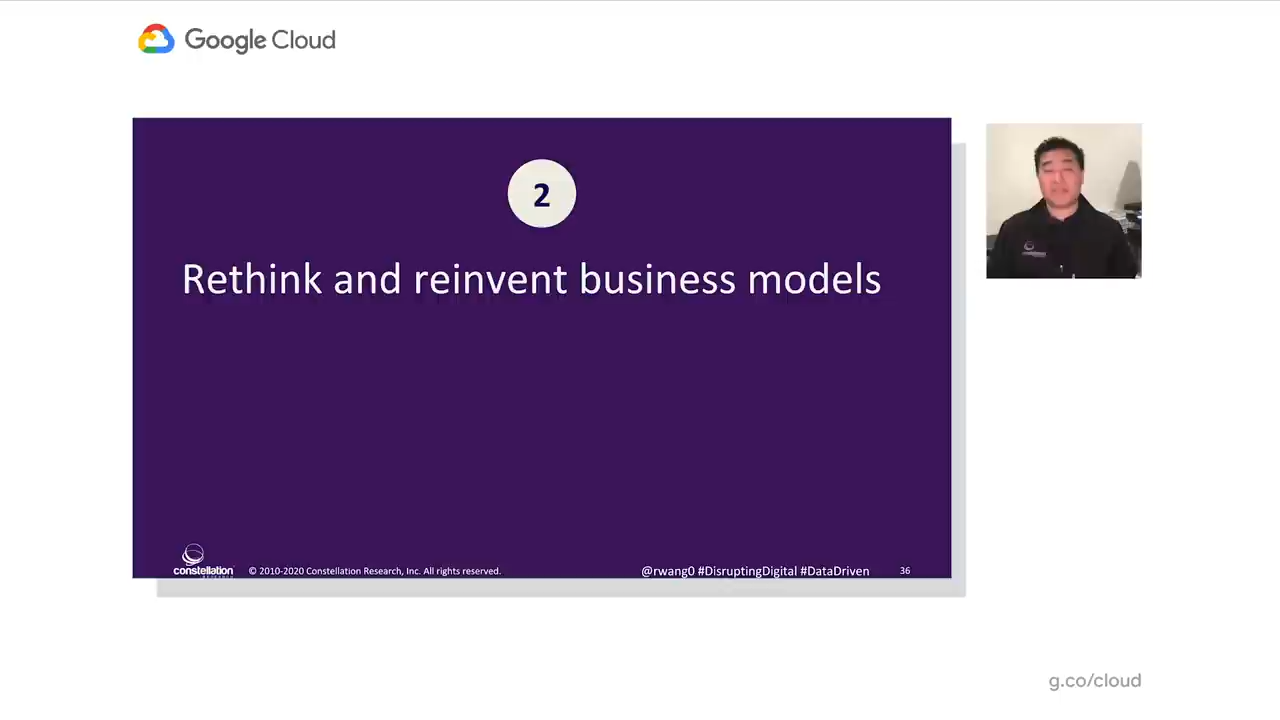 Google Cloud
2
Rethink and reinvent business models
constellation
RESEARCH
© 2010-2020 Constellation Research, Inc. All rights reserved.
@rwang0 #DisruptingDigital #DataDriven
36
g.co/cloud